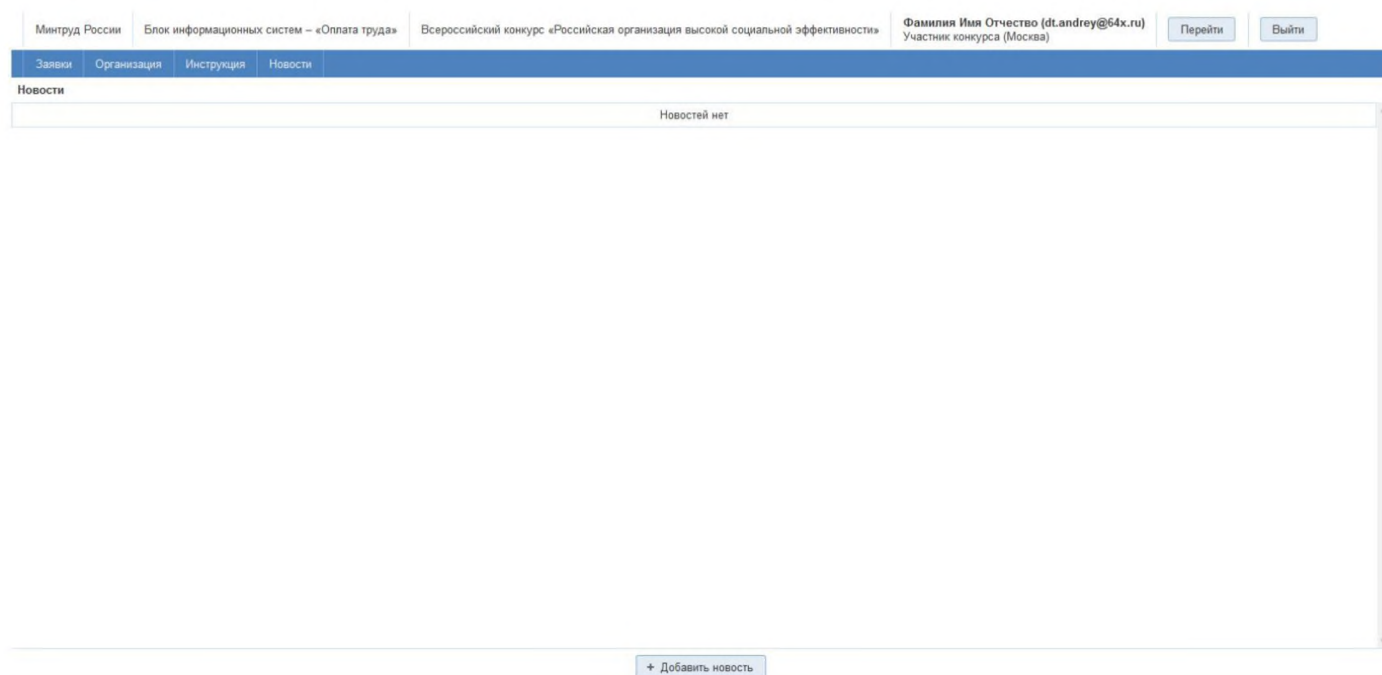 Минтруд России
Блок информационных систем – «Оплата труда»
Всероссийский конкурс «Российская организация высокой социальной эффективности»
Фамилия Имя Отчество (dt.andrey@64x.ru)
Участник конкурса (Москва)
Перейти
Выйти
Заявки
Организация
Инструкция
Новости
Новости
Новостей нет
+ Добавить новость